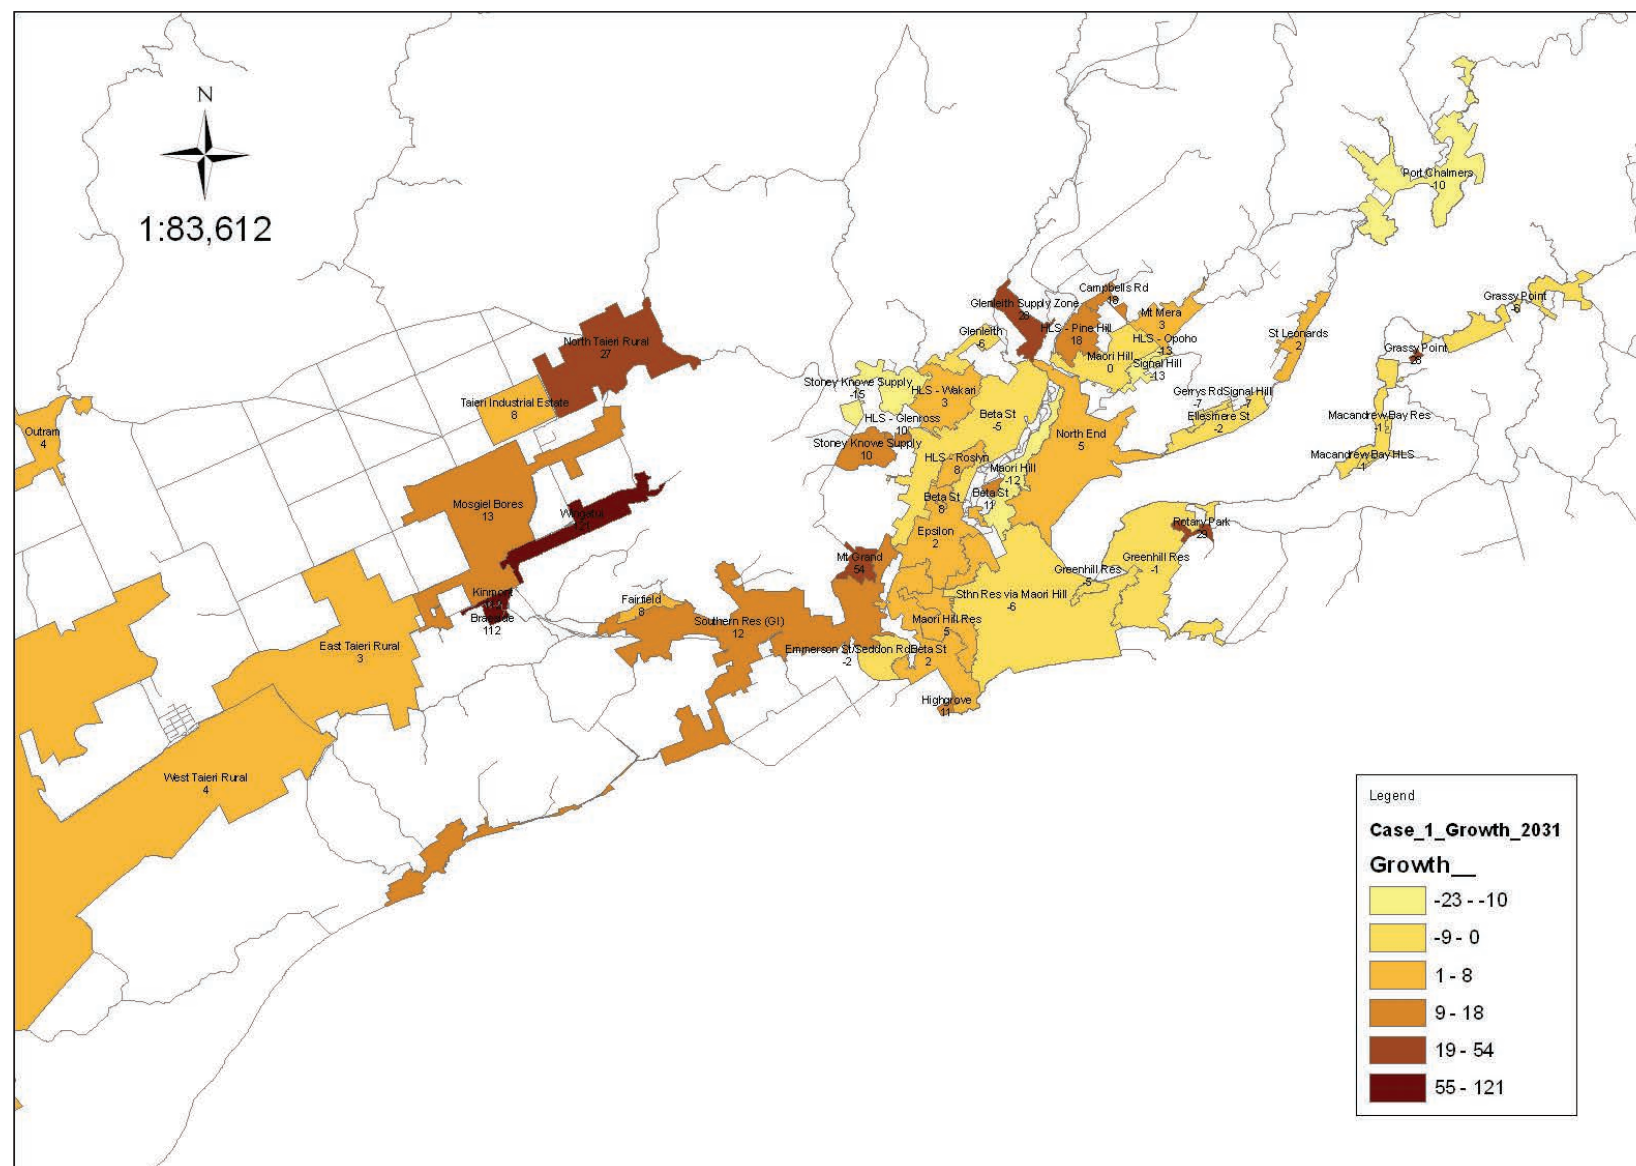 N
1:83,612
Port Chalmers
-10
Grassy Point
-6
Campbells Rd
18
Glenleith Supply Zone
28
Mt Mera
3
HLS - Pine Hill
18
HLS - Opoho
-13
Glenleith
-6
St Leonards
2
North Taieri Rural
27
Maori Hill
0
Signal Hill
-13
Grassy Point
Stoney Knowe Supply
-15
HLS - Wakari
3
Gerrys Rd
-7
Signal Hill
-7
Taieri Industrial Estate
8
HLS - Glenross
10
Beta St
-5
Ellesmere St
-2
Macandrew Bay Res
-1
Outram
4
Stoney Knowe Supply
10
North End
5
Macandrew Bay HLS
-1
HLS - Roslyn
8
Maori Hill
-12
Beta St
8
Beta St
11
Mosgiel Bores
13
121
Epsilon
2
Rotary Park
29
Mt Grand
54
Greenhill Res
-1
Greenhill Res
-5
Kinmont
Braeside
112
Fairfield
8
Sthn Res via Maori Hill
-6
Southern Res (GI)
12
Maori Hill Res
5
East Taieri Rural
3
Emmerson St/Seddon Rd
-2
Beta St
2
Highgrove
11
West Taieri Rural
4
Legend
Case_1_Growth_2031
Growth__
-23 - -10
-9 - 0
1 - 8
9 - 18
19 - 54
55 - 121